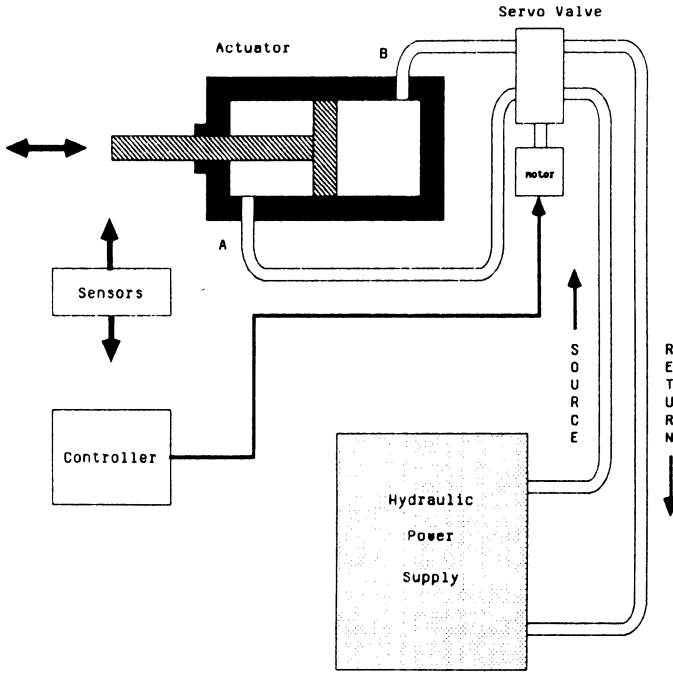 Servo Valve
Actuator
B
motor
A
Sensors
SOURCE
RETURN
Controller
Hydraulic
Power
Supply